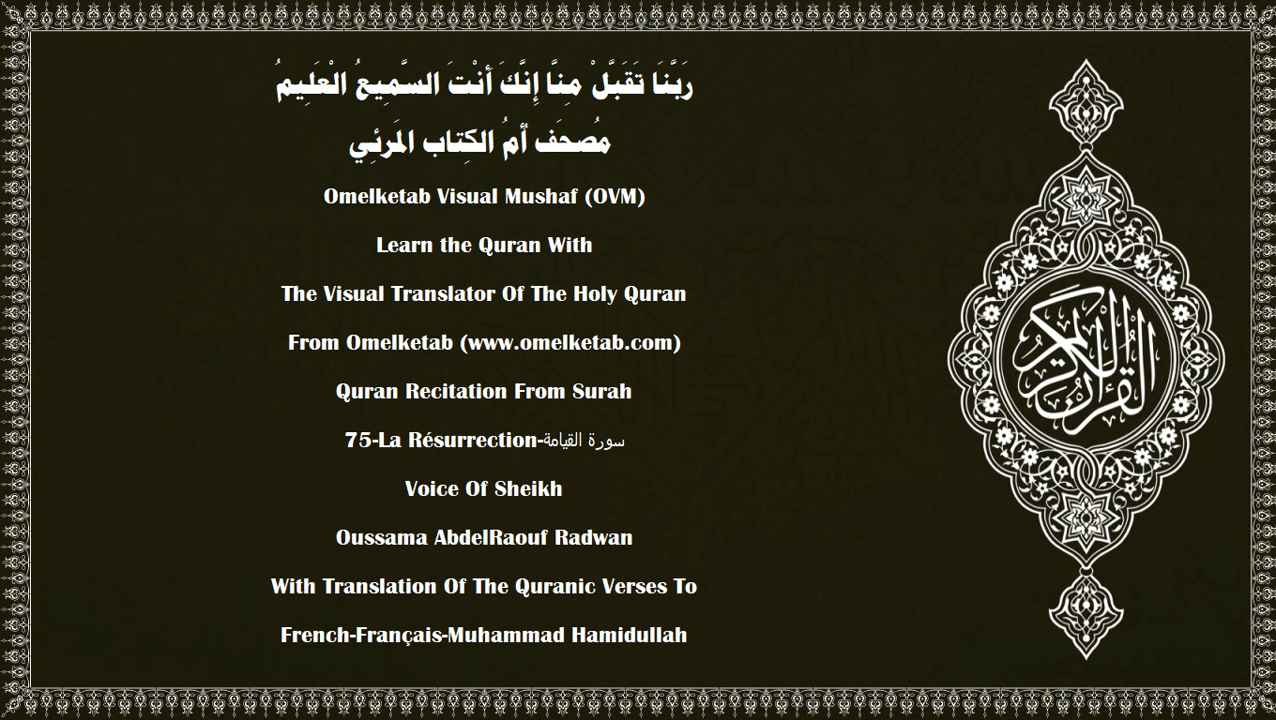 رَبَّنَا تَقَبَّلْ مِنَّا إِنَّكَ أَنْتَ السَّمِيعُ الْعَلِيمُ
مُصحَف أمُ الكِتاب المَرئِي
Omelketab Visual Mushaf (OVM)
Learn the Quran With
The Visual Translator Of The Holy Quran
From Omelketab (www.omelketab.com)
Quran Recitation From Surah
75-La Résurrection-سورة القيامة
Voice Of Sheikh
Oussama AbdelRaouf Radwan
With Translation Of The Quranic Verses To
French-Français-Muhammad Hamidullah
القرآن الكريم